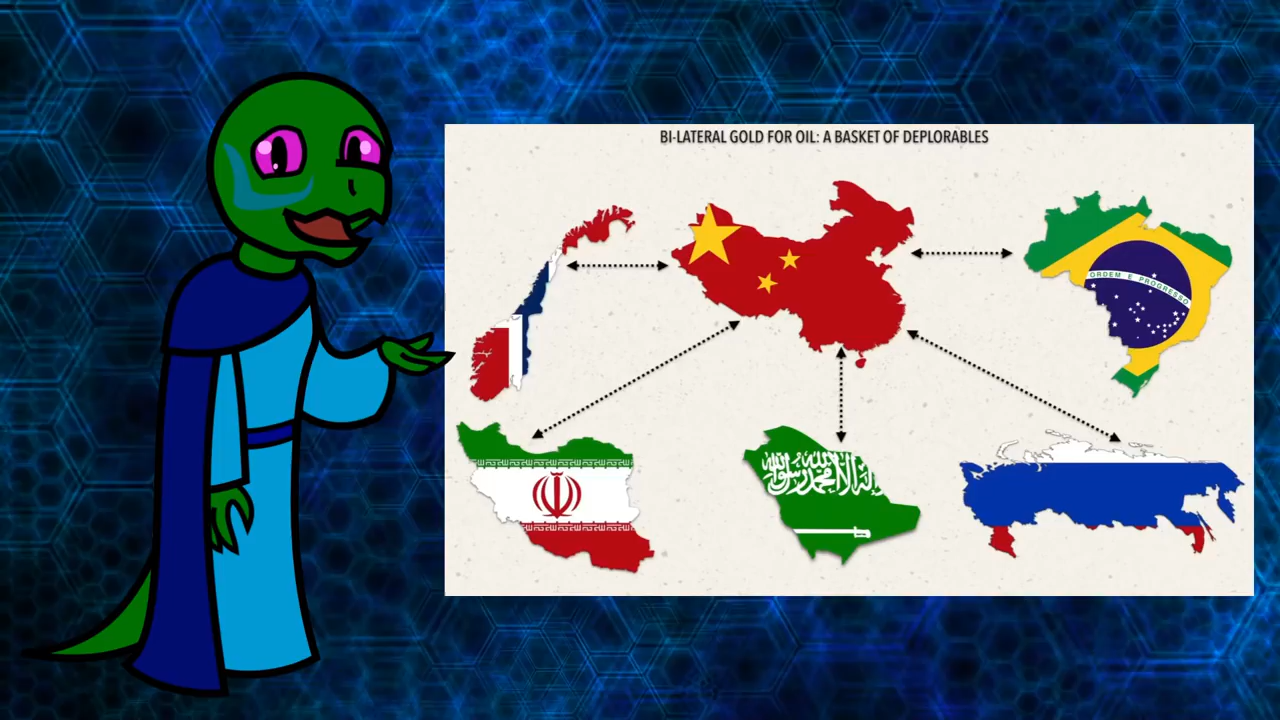 BI-LATERAL GOLD FOR OIL: A BASKET OF DEPLORABLES
ORDEM E PROGRESSO